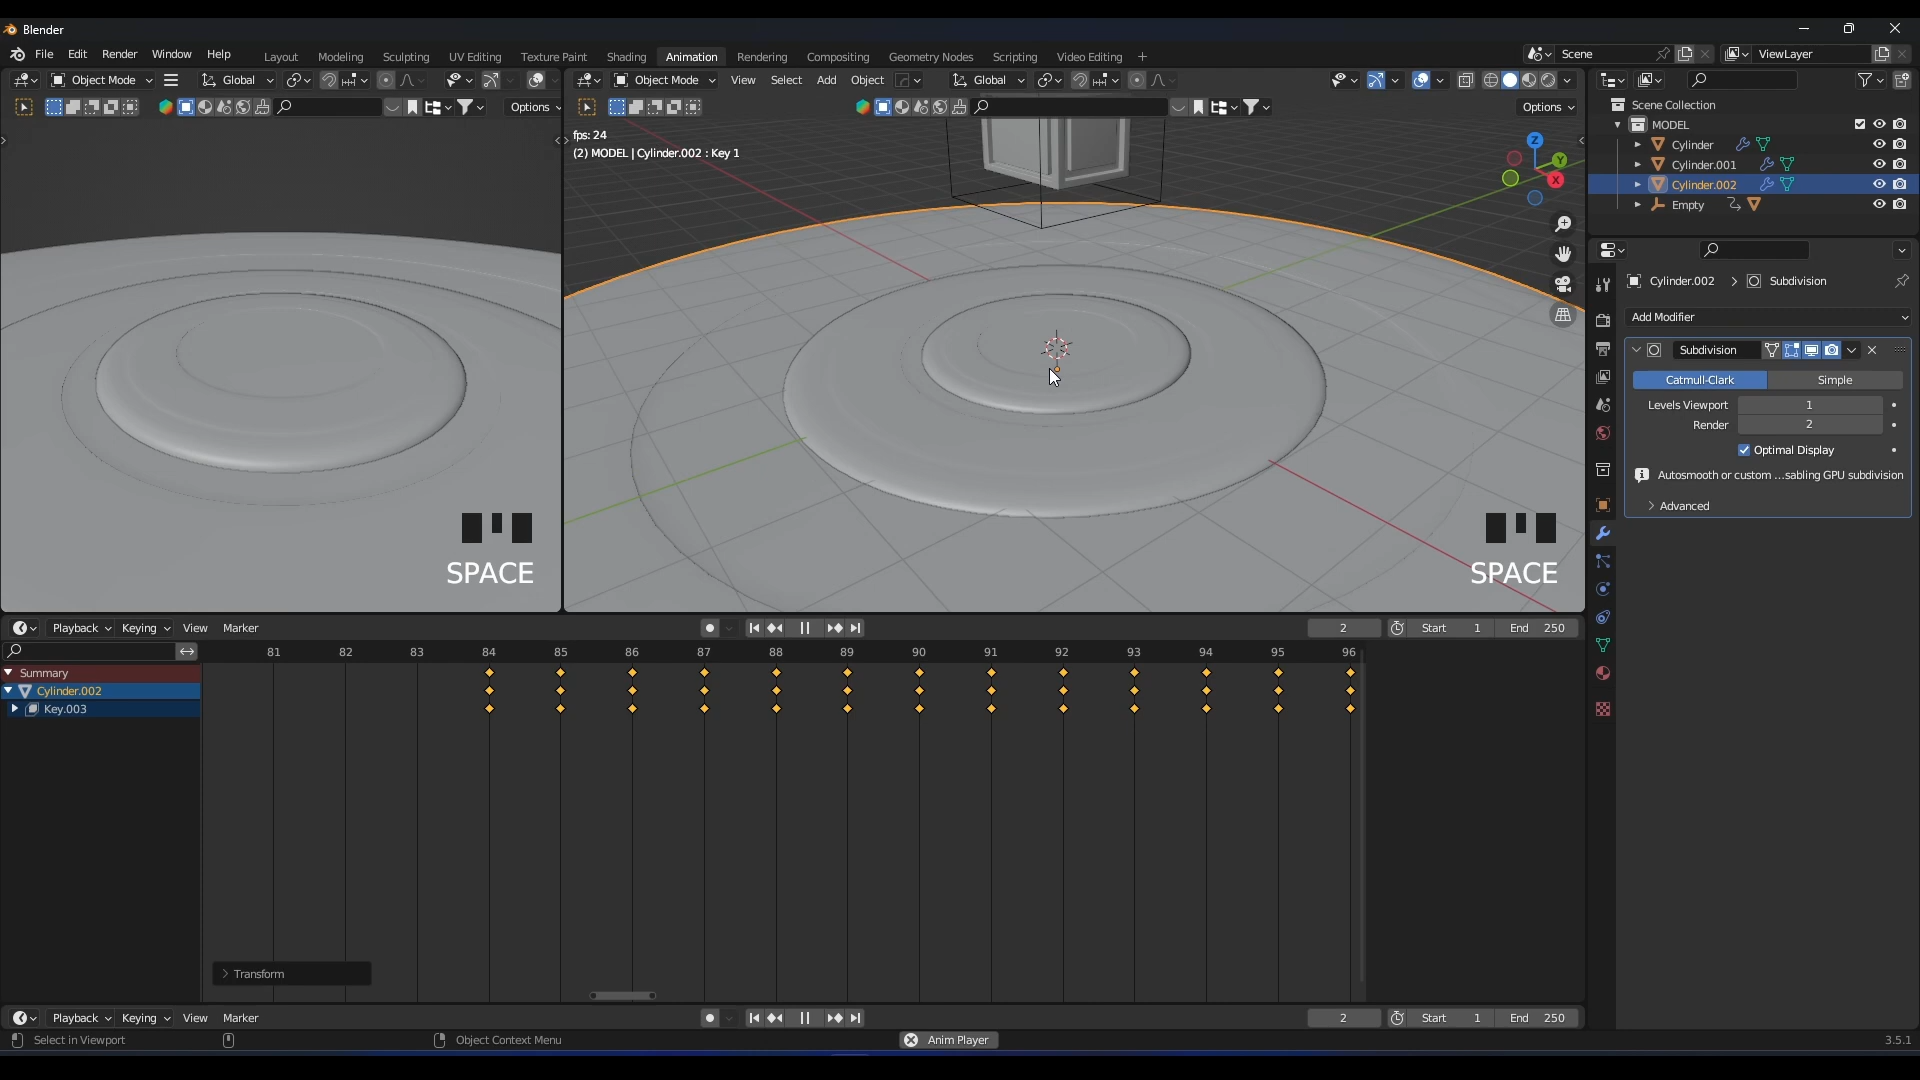 Blender
File Edit Render Window Help Layout Modeling Sculpting UV Editing Texture Paint Shading Animation Rendering Compositing Geometry Nodes Scripting Video Editing + Scene ViewLayer
Object Mode Global Object Mode View Select Add Object Global
Options Options
Scene Collection
MODEL
Cylinder
Cylinder.001
Cylinder.002
Empty
fps: 24
(2) MODEL | Cylinder.002 : Key 1
Z
Y
X
Cylinder.002 > Subdivision
Add Modifier
Subdivision
Catmull-Clark Simple
Levels Viewport 1
Render 2
Optimal Display
Autosmooth or custom ...sabling GPU subdivision
Advanced
SPACE SPACE
Playback Keying View Marker 2 Start 1 End 250
81 82 83 84 85 86 87 88 89 90 91 92 93 94 95 96
Summary
Cylinder.002
Key.003
Transform
Playback Keying View Marker 2 Start 1 End 250
Select in Viewport Object Context Menu Anim Player 3.5.1